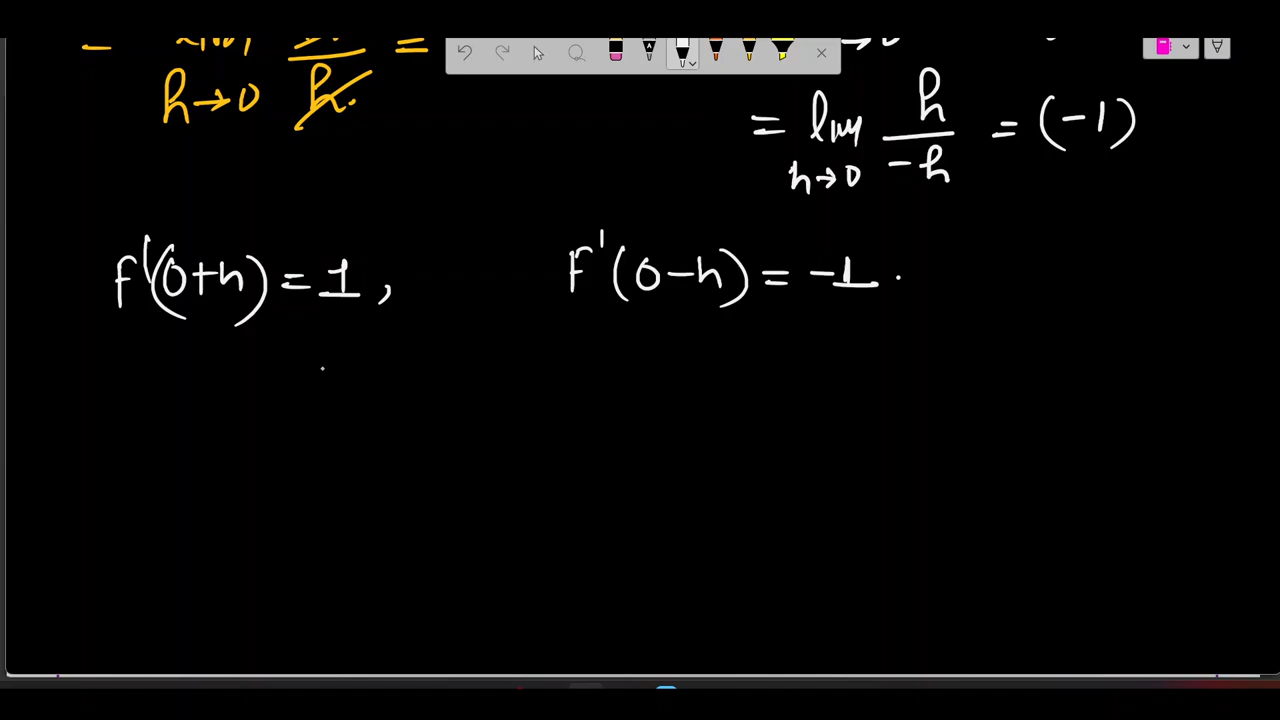 h→0 h.
= lim h/-h = (-1)
h→0
F'(0+h) = 1, F'(0-h) = -1.